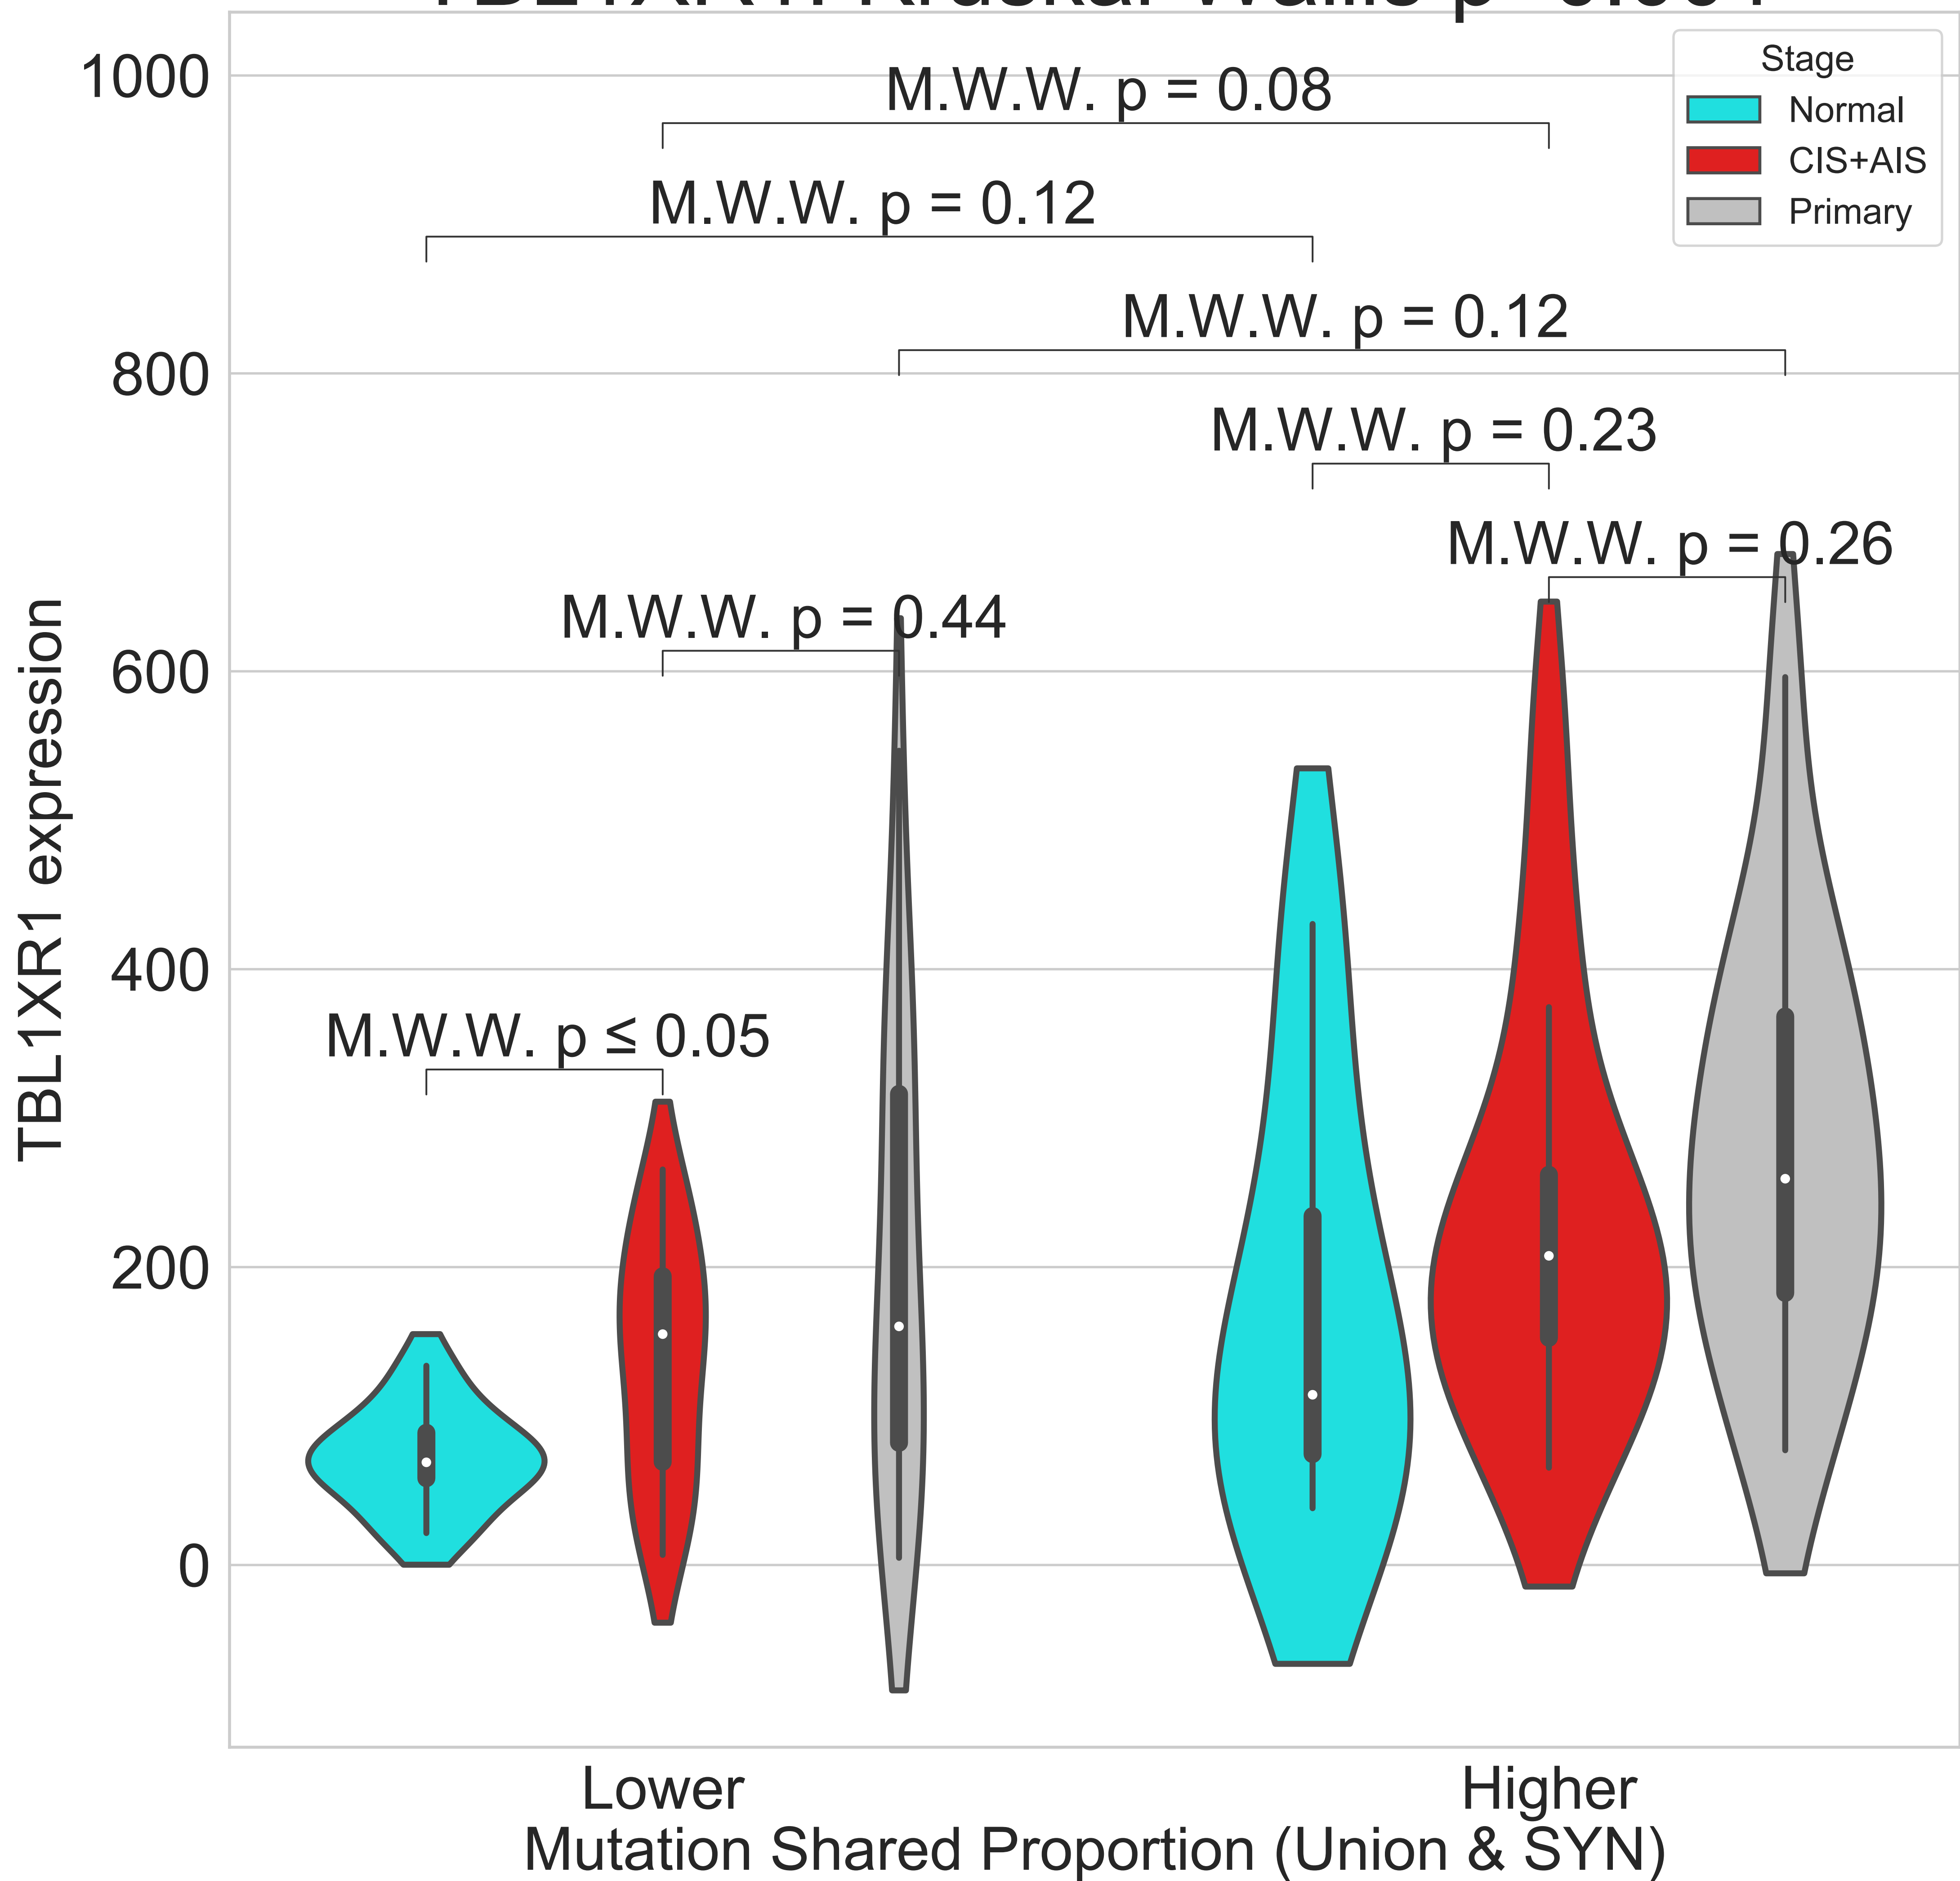 1000
800
600
400
200
0
TBL1XR1 expression
M.W.W. p = 0.08
M.W.W. p = 0.12
M.W.W. p = 0.12
M.W.W. p = 0.23
M.W.W. p = 0.26
M.W.W. p = 0.44
M.W.W. p ≤ 0.05
Stage
Normal
CIS+AIS
Primary
Lower
Higher
Mutation Shared Proportion (Union & SYN)